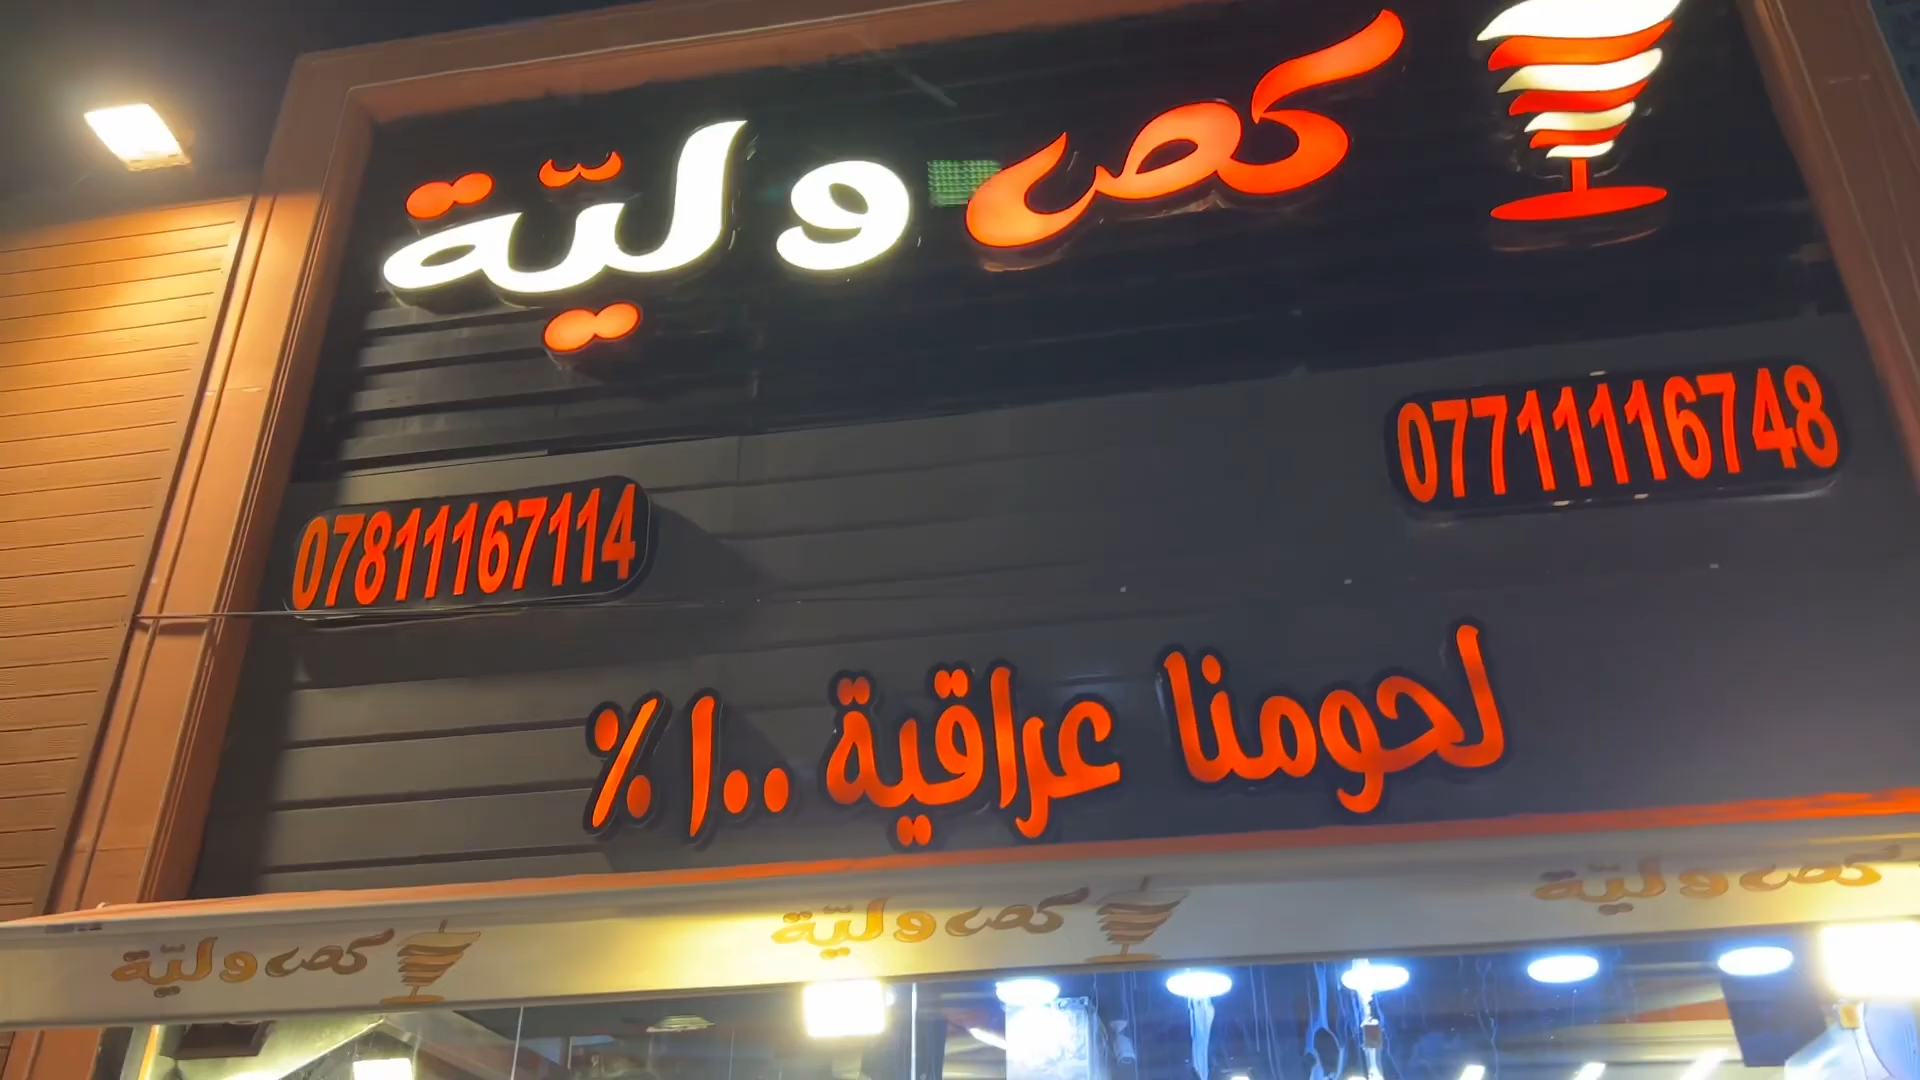 كص وليّة
07711116748
07811167114
لحومنا عراقية ١٠٠٪
كص وليّة
كص وليّة
كص وليّة